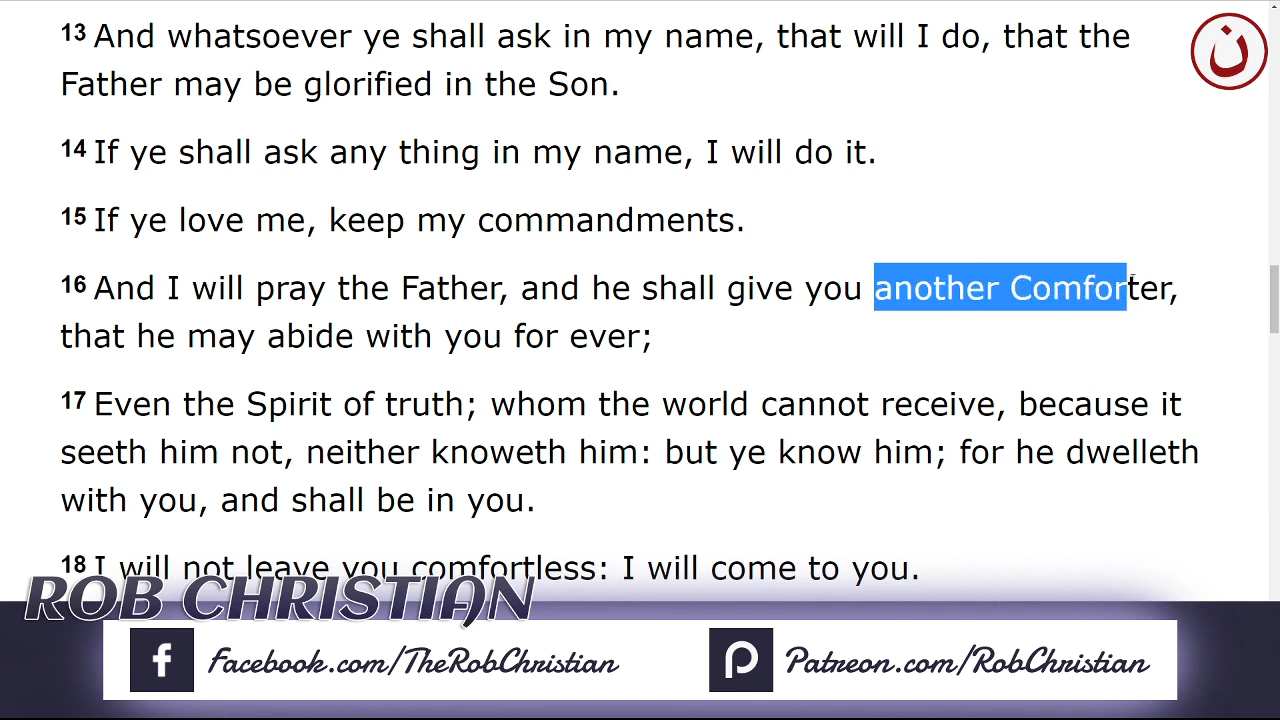 13 And whatsoever ye shall ask in my name, that will I do, that the
Father may be glorified in the Son.
14 If ye shall ask any thing in my name, I will do it.
15 If ye love me, keep my commandments.
16 And I will pray the Father, and he shall give you another Comforter,
that he may abide with you for ever;
17 Even the Spirit of truth; whom the world cannot receive, because it
seeth him not, neither knoweth him: but ye know him; for he dwelleth
with you, and shall be in you.
18 I will not leave you comfortless: I will come to you.
ROB CHRISTIAN
Facebook.com/TheRobChristian
Patreon.com/RobChristian
ن